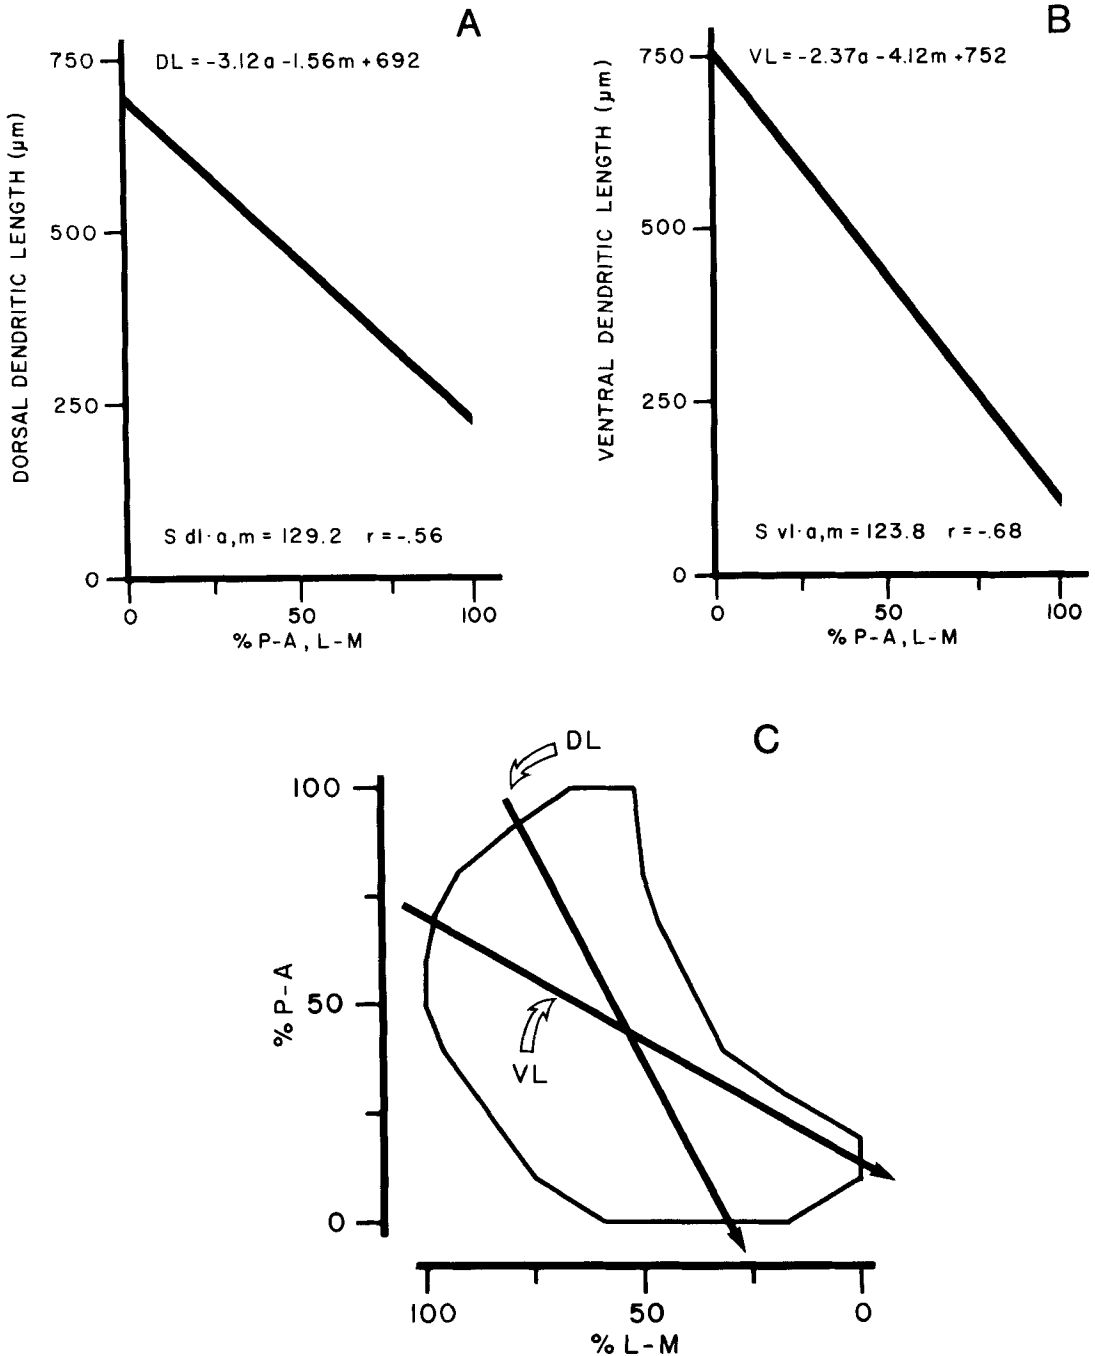 A
DL = -3.12a -1.56m + 692
750
500
250
0
DORSAL DENDRITIC LENGTH (µm)
S dl·a,m = 129.2 r = -.56
0 50 100
% P-A, L-M
B
VL = -2.37a - 4.12m +752
750
500
250
0
VENTRAL DENDRITIC LENGTH (µm)
S vl·a,m = 123.8 r = -.68
0 50 100
% P-A, L-M
C
DL
100
50
0
% P-A
VL
100 50 0
% L-M